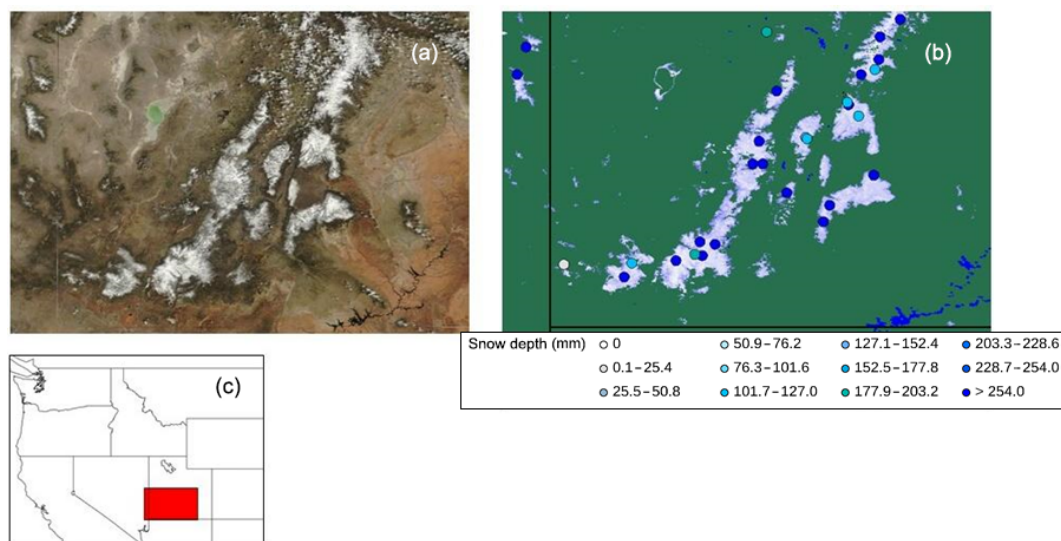 (a)
(b)
Snow depth (mm) 0 50.9–76.2 127.1–152.4 203.3–228.6
0.1–25.4 76.3–101.6 152.5–177.8 228.7–254.0
25.5–50.8 101.7–127.0 177.9–203.2 > 254.0
(c)